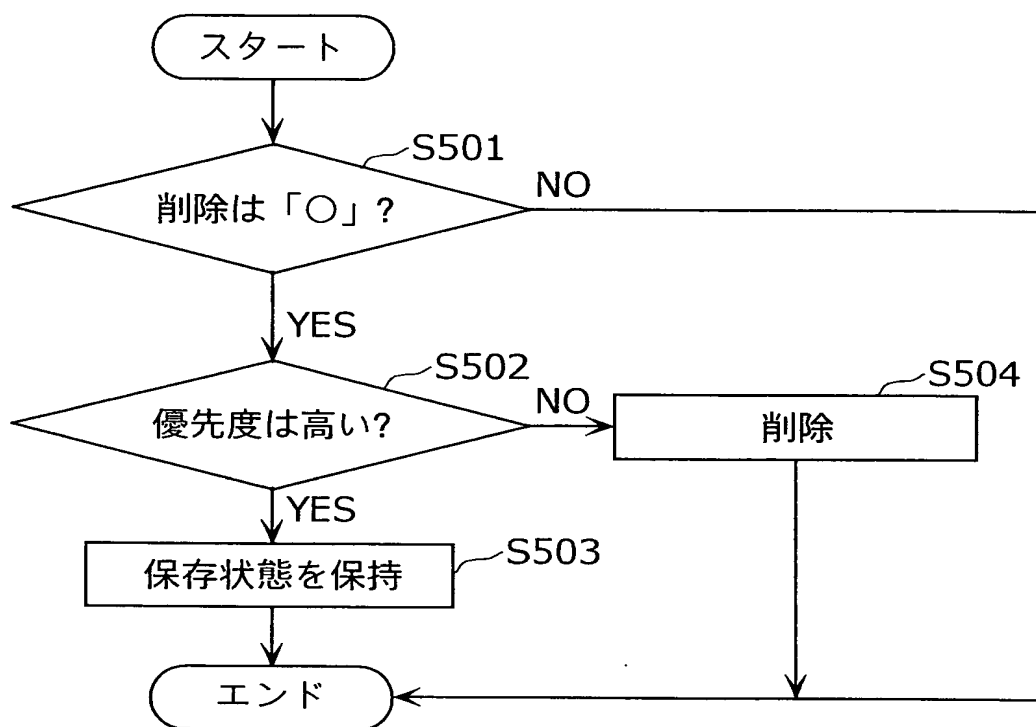 スタート
S501
削除は「○」?
NO
YES
S502
優先度は高い?
NO
S504
削除
YES
S503
保存状態を保持
エンド